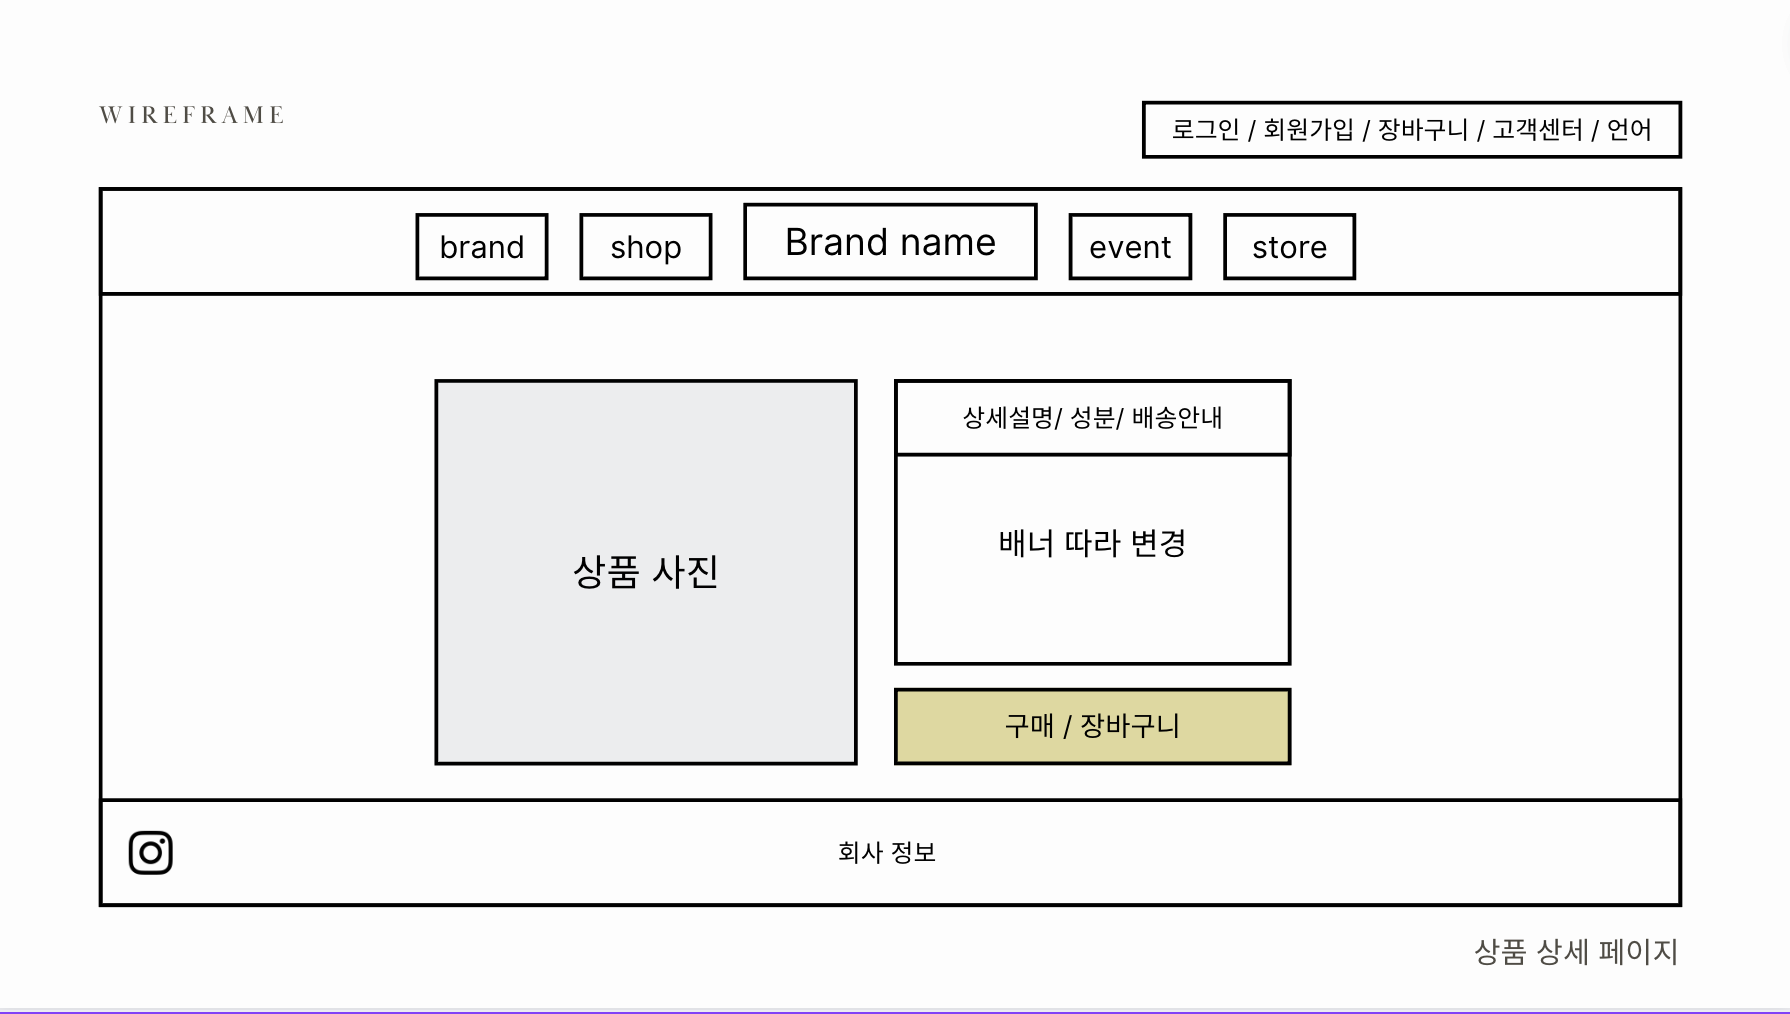 WIREFRAME
로그인 / 회원가입 / 장바구니 / 고객센터 / 언어
brand
shop
Brand name
event
store
상품 사진
상세설명/ 성분/ 배송안내
배너 따라 변경
구매 / 장바구니
회사 정보
상품 상세 페이지